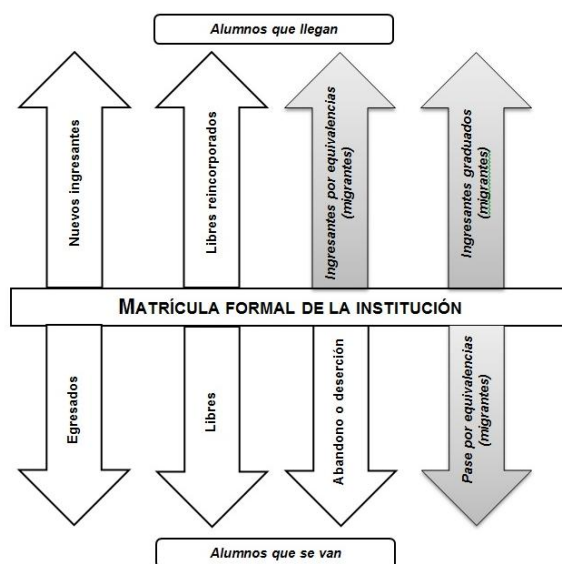 Alumnos que llegan
Nuevos ingresantes
Libres reincorporados
Ingresantes por equivalencias
(migrantes)
Ingresantes graduados
(migrantes)
MATRÍCULA FORMAL DE LA INSTITUCIÓN
Egresados
Libres
Abandono o deserción
Pase por equivalencias
(migrantes)
Alumnos que se van